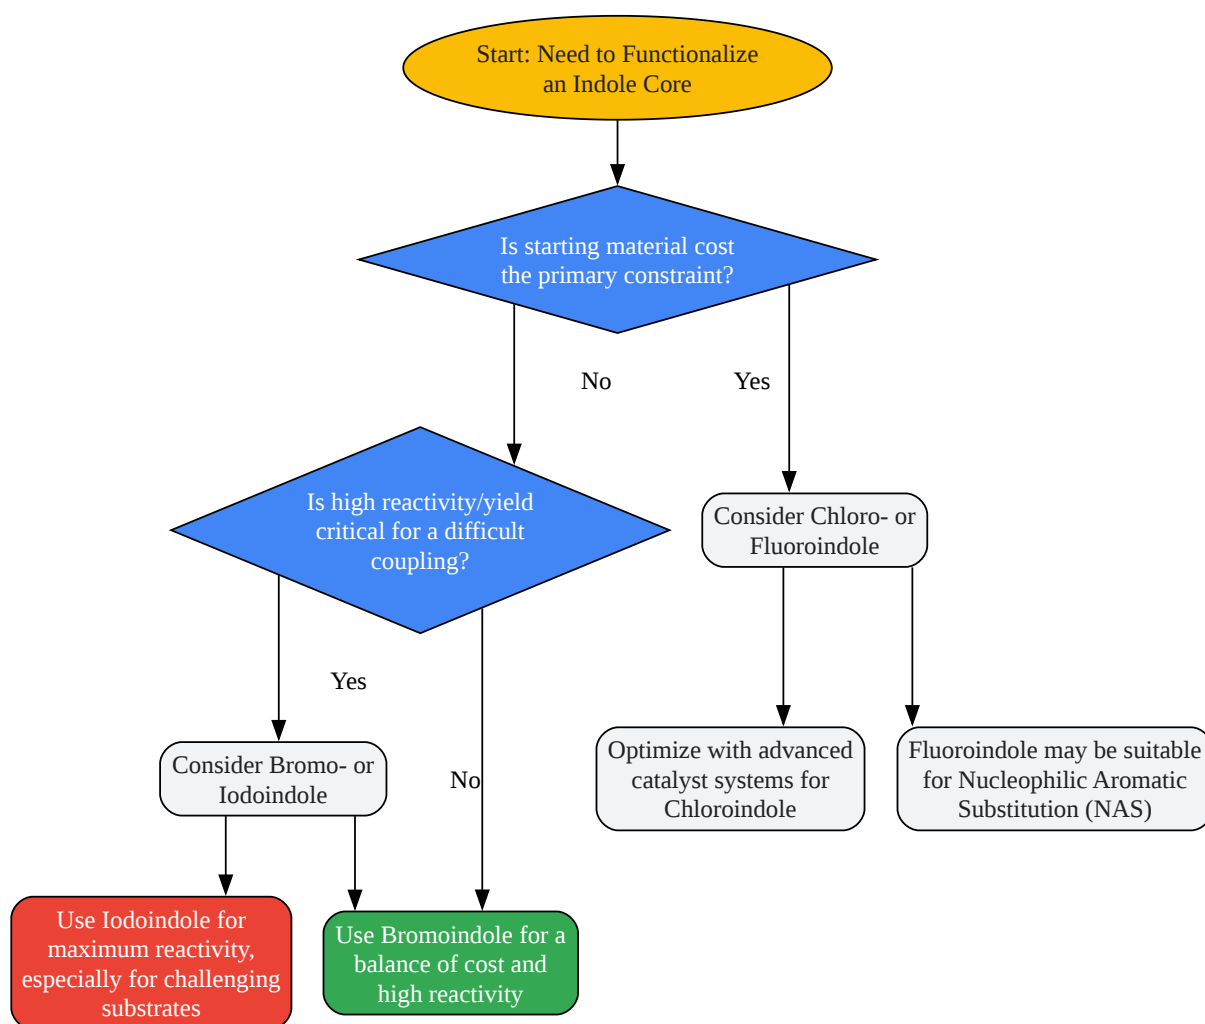 Start: Need to Functionalize
an Indole Core
Is starting material cost
the primary constraint?
No
Yes
Is high reactivity/yield
critical for a difficult
coupling?
Consider Chloro- or
Fluoroindole
Yes
No
Consider Bromo- or
Iodoindole
Optimize with advanced
catalyst systems for
Chloroindole
Fluoroindole may be suitable
for Nucleophilic Aromatic
Substitution (NAS)
Use Iodoindole for
maximum reactivity,
especially for challenging
substrates
Use Bromoindole for a
balance of cost and
high reactivity